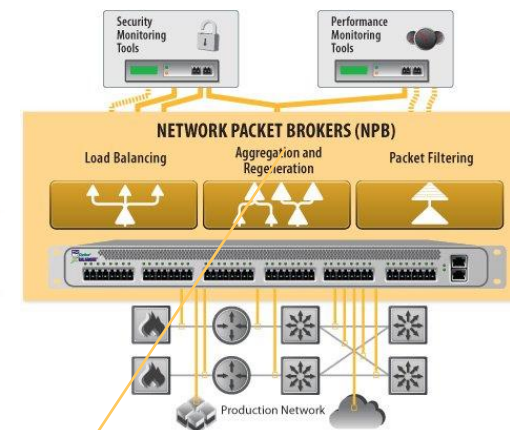 Security
Monitoring
Tools
Performance
Monitoring
Tools
NETWORK PACKET BROKERS (NPB)
Load Balancing
Aggregation and
Regeneration
Packet Filtering
Production Network